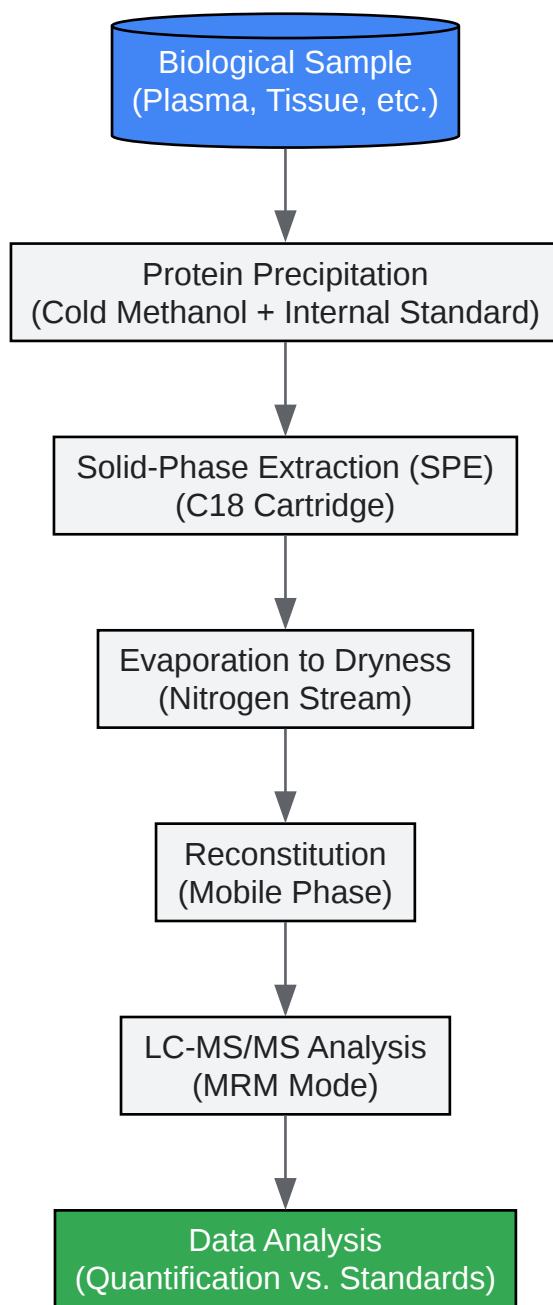 Biological Sample
(Plasma, Tissue, etc.)
Protein Precipitation
(Cold Methanol + Internal Standard)
Solid-Phase Extraction (SPE)
(C18 Cartridge)
Evaporation to Dryness
(Nitrogen Stream)
Reconstitution
(Mobile Phase)
LC-MS/MS Analysis
(MRM Mode)
Data Analysis
(Quantification vs. Standards)